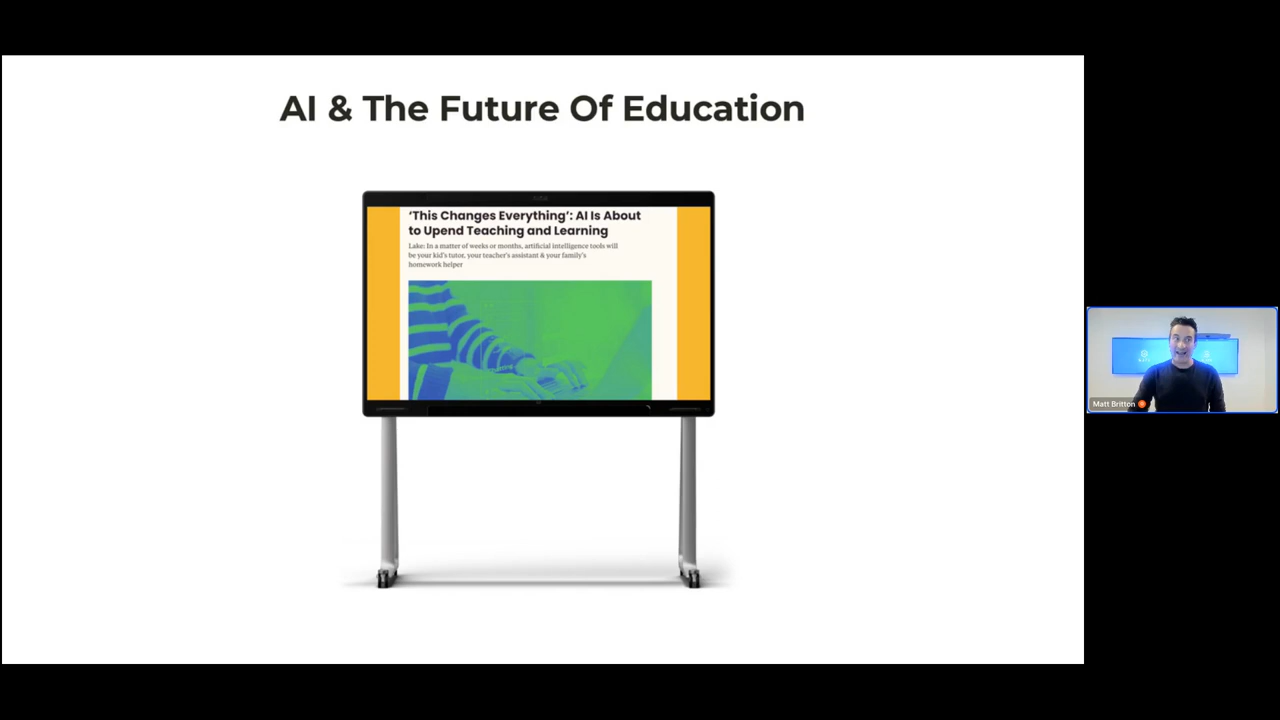 AI & The Future Of Education
‘This Changes Everything’: AI Is About
to Upend Teaching and Learning
Lake: In a matter of weeks or months, artificial intelligence tools will
be your kid’s tutor, your teacher’s assistant & your family’s
homework helper
Matt Britton